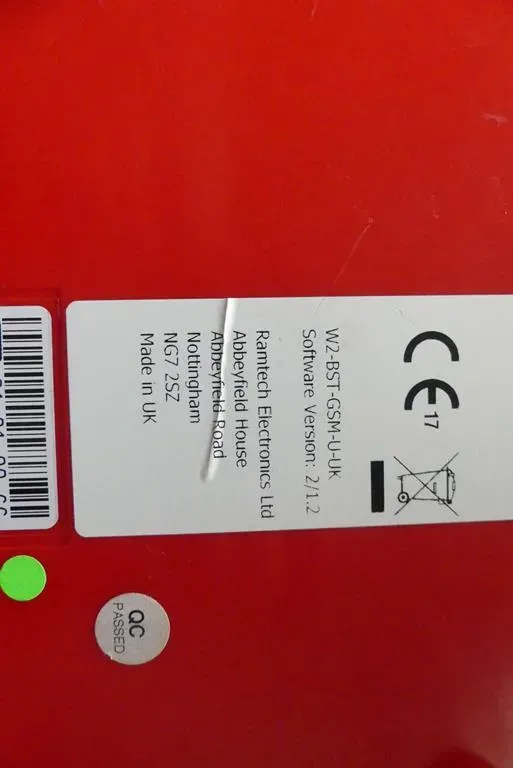 CE 17
W2-BST-GSM-U-UK
Software Version: 2/1.2
Ramtech Electronics Ltd
Abbeyfield House
Abbeyfield Road
Nottingham
NG7 2SZ
Made in UK
QC
PASSED